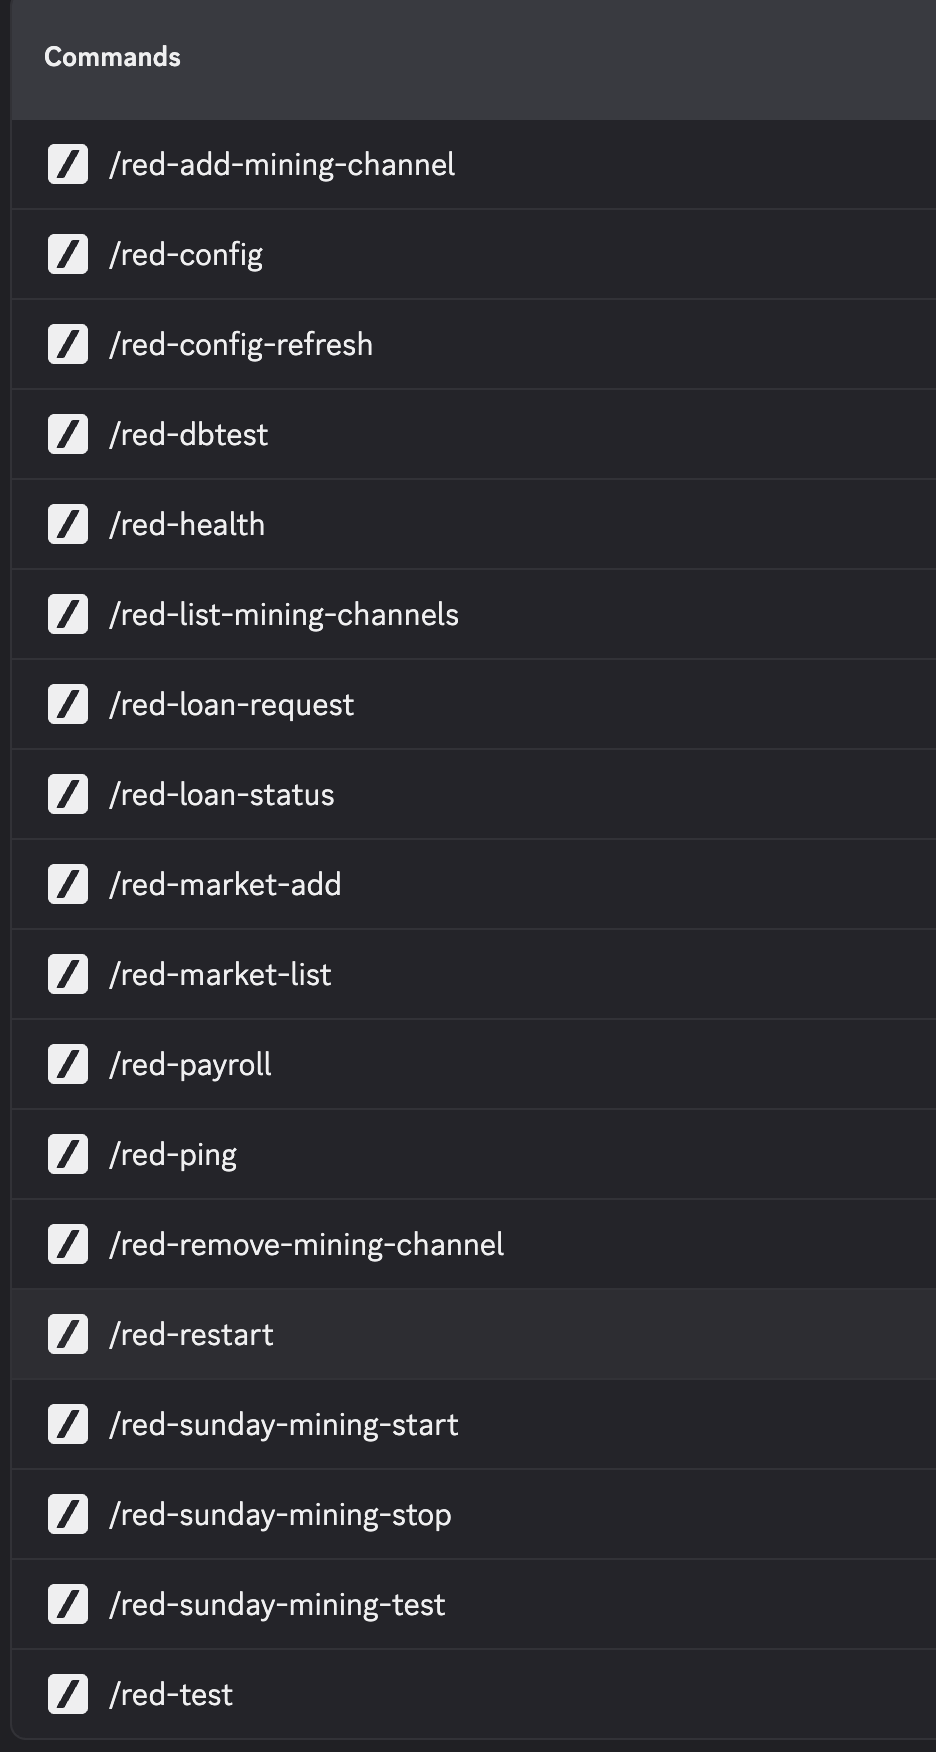 Commands
/red-add-mining-channel
/red-config
/red-config-refresh
/red-dbtest
/red-health
/red-list-mining-channels
/red-loan-request
/red-loan-status
/red-market-add
/red-market-list
/red-payroll
/red-ping
/red-remove-mining-channel
/red-restart
/red-sunday-mining-start
/red-sunday-mining-stop
/red-sunday-mining-test
/red-test